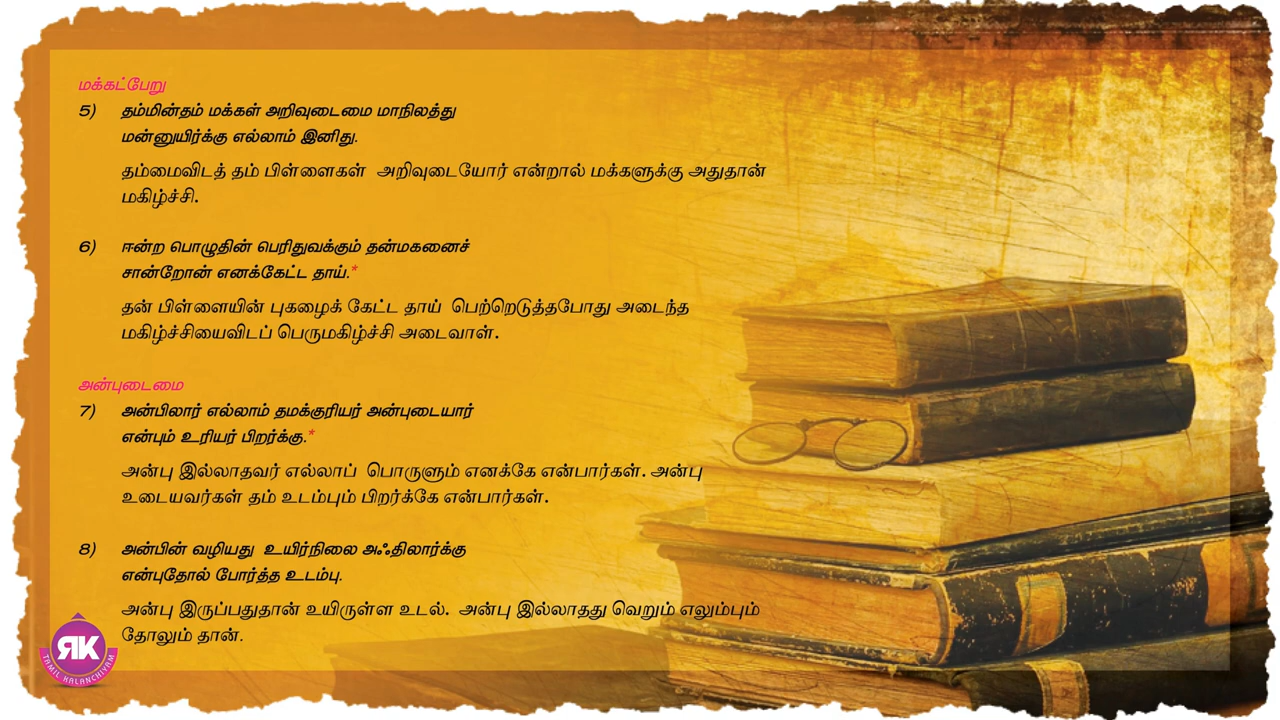 மக்கட்பேறு
5) தம்மின்தம் மக்கள் அறிவுடைமை மாநிலத்து
மன்னுயிர்க்கு எல்லாம் இனிது.
தம்மைவிடத் தம் பிள்ளைகள் அறிவுடையோர் என்றால் மக்களுக்கு அதுதான்
மகிழ்ச்சி.
6) ஈன்ற பொழுதின் பெரிதுவக்கும் தன்மகனைச்
சான்றோன் எனக்கேட்ட தாய்.*
தன் பிள்ளையின் புகழைக் கேட்ட தாய் பெற்றெடுத்தபோது அடைந்த
மகிழ்ச்சியைவிடப் பெருமகிழ்ச்சி அடைவாள்.
அன்புடைமை
7) அன்பிலார் எல்லாம் தமக்குரியர் அன்புடையார்
என்பும் உரியர் பிறர்க்கு.*
அன்பு இல்லாதவர் எல்லாப் பொருளும் எனக்கே என்பார்கள். அன்பு
உடையவர்கள் தம் உடம்பும் பிறர்க்கே என்பார்கள்.
8) அன்பின் வழியது உயிர்நிலை அஃதிலார்க்கு
என்புதோல் போர்த்த உடம்பு.
அன்பு இருப்பதுதான் உயிருள்ள உடல். அன்பு இல்லாதது வெறும் எலும்பும்
தோலும் தான்.
RK
TAMIL KALANCHIYAM